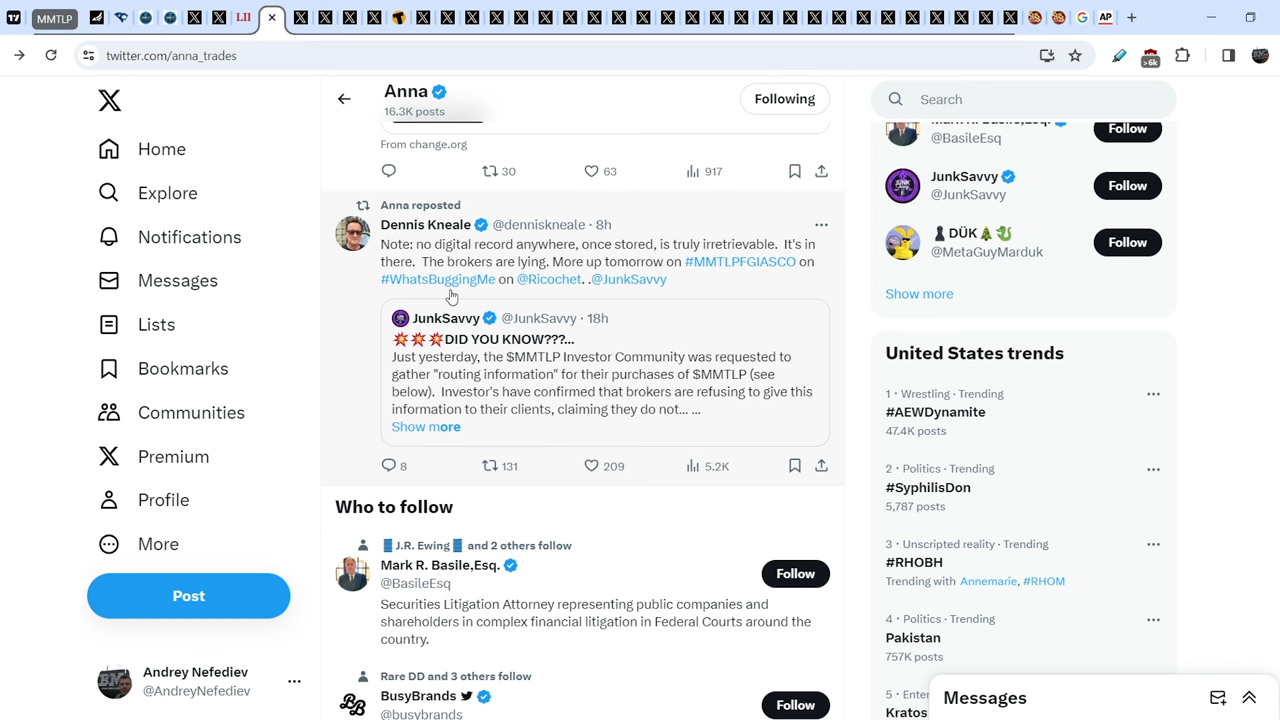 MMTLP
LII
AP
>6k
twitter.com/anna_trades
Home
Explore
Notifications
Messages
Lists
Bookmarks
Communities
Premium
Profile
More
Post
Andrey Nefediev
@AndreyNefediev
Anna
16.3K posts
Following
From change.org
30
63
917
Anna reposted
Dennis Kneale @denniskneale · 8h
Note: no digital record anywhere, once stored, is truly irretrievable. It's in
there. The brokers are lying. More up tomorrow on #MMTLPFGIASCO on
#WhatsBuggingMe on @Ricochet. .@JunkSavvy
JunkSavvy @JunkSavvy · 18h
💥💥💥DID YOU KNOW???...
Just yesterday, the $MMTLP Investor Community was requested to
gather "routing information" for their purchases of $MMTLP (see
below). Investor's have confirmed that brokers are refusing to give this
information to their clients, claiming they do not... ...
Show more
8
131
209
5.2K
Who to follow
J.R. Ewing and 2 others follow
Mark R. Basile,Esq.
@BasileEsq
Follow
Securities Litigation Attorney representing public companies and
shareholders in complex financial litigation in Federal Courts around the
country.
Rare DD and 3 others follow
BusyBrands
@busybrands
Follow
Search
Mark R. Basile,Esq.
@BasileEsq
Follow
JunkSavvy
@JunkSavvy
Follow
♟️DÜK🎄🐉
@MetaGuyMarduk
Follow
Show more
United States trends
1 · Wrestling · Trending
#AEWDynamite
47.4K posts
2 · Politics · Trending
#SyphilisDon
5,787 posts
3 · Unscripted reality · Trending
#RHOBH
Trending with Annemarie, #RHOM
4 · Politics · Trending
Pakistan
757K posts
Kratos
Messages